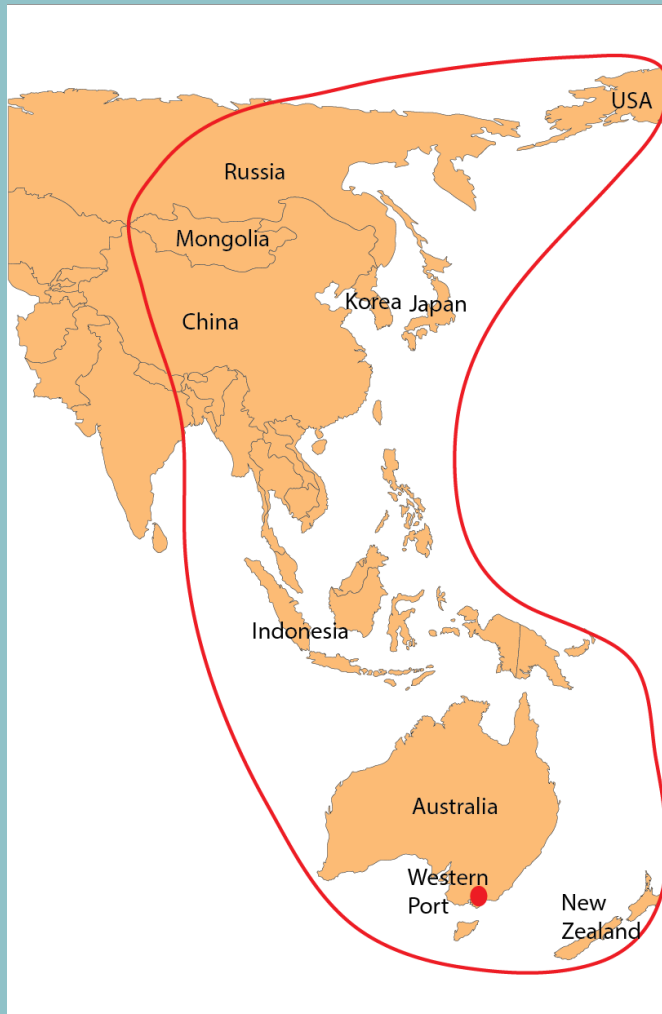 USA
Russia
Mongolia
China
Korea
Japan
Indonesia
Australia
Western
Port
New
Zealand